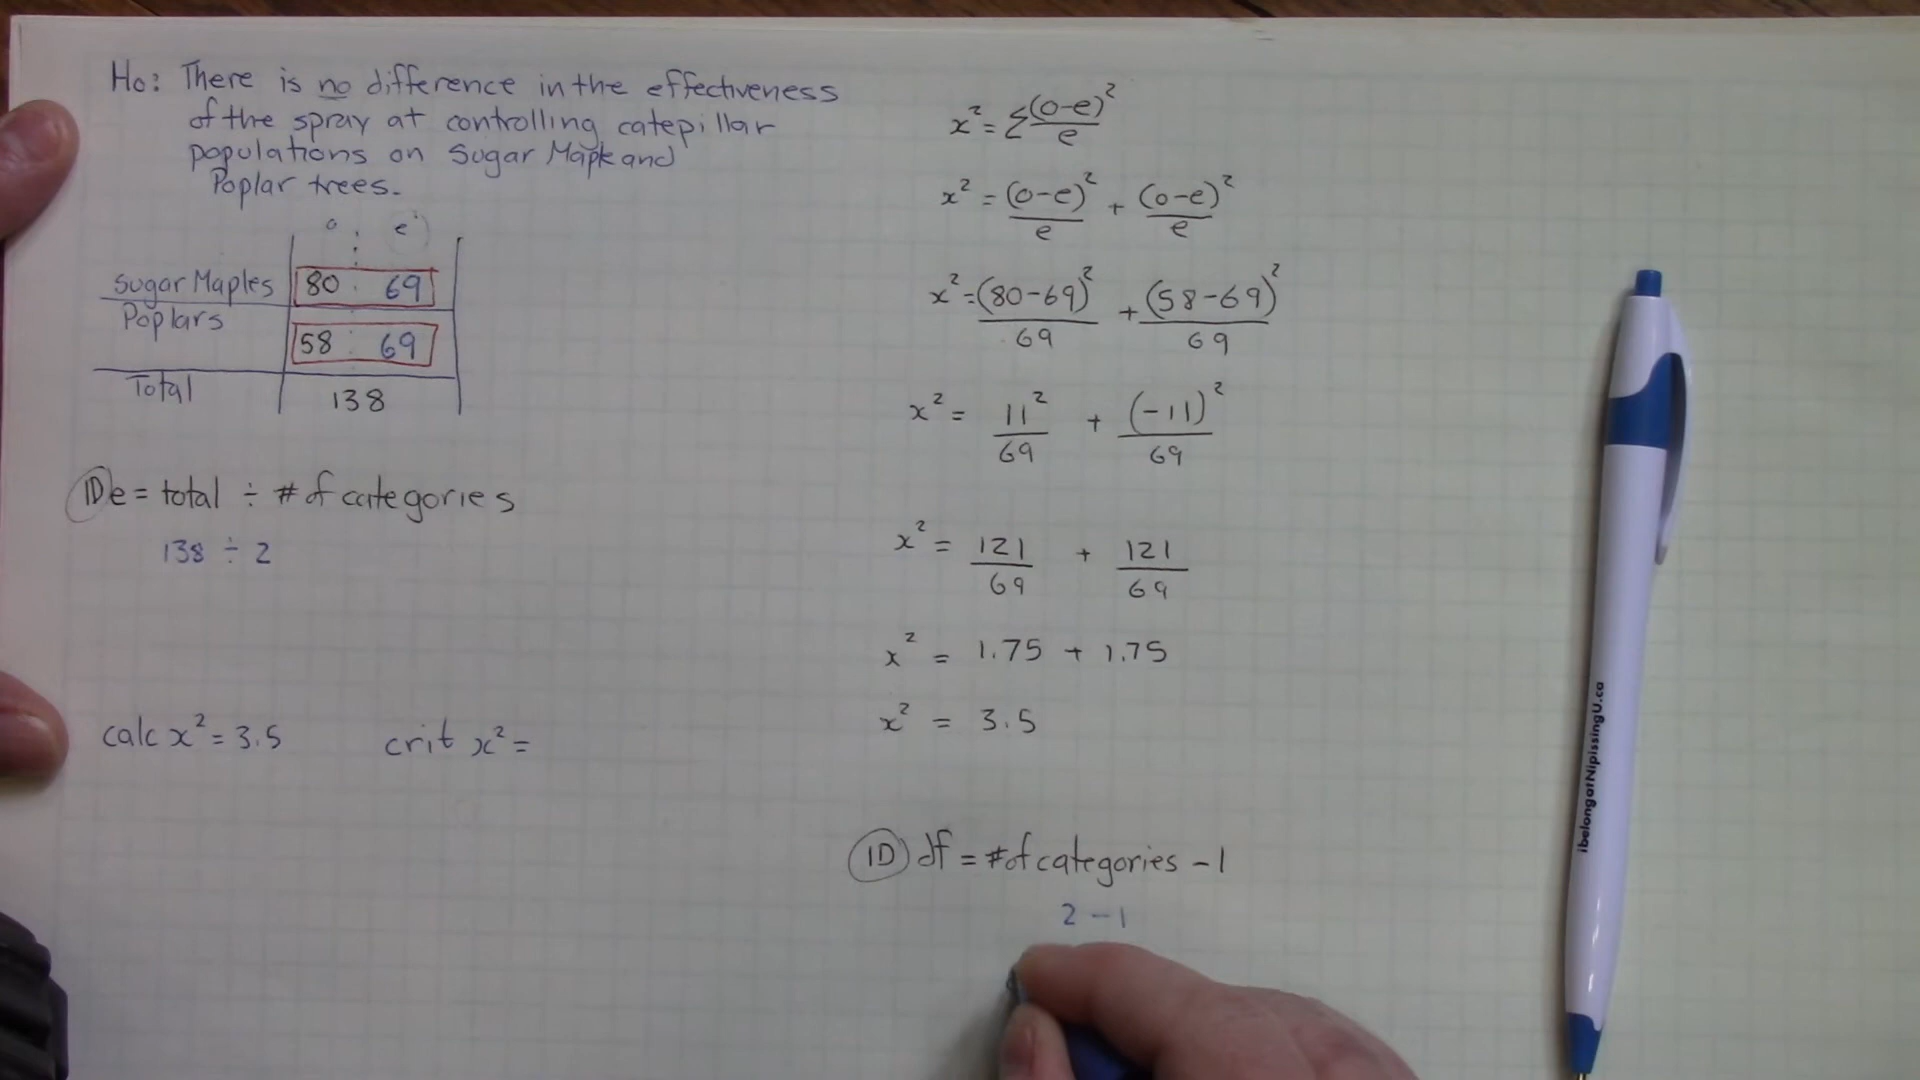 Ho: There is no difference in the effectiveness
of the spray at controlling catepillar
populations on Sugar Maple and
Poplar trees.
o e
Sugar Maples 80 69
Poplars 58 69
Total 138
1D e = total ÷ # of categories
138 ÷ 2
calc x² = 3.5 crit x² =
x² = Σ(o-e)²/e
x² = (o-e)²/e + (o-e)²/e
x² = (80-69)²/69 + (58-69)²/69
x² = 11²/69 + (-11)²/69
x² = 121/69 + 121/69
x² = 1.75 + 1.75
x² = 3.5
1D df = # of categories - 1
2 - 1
ibelongatNipissingU.ca